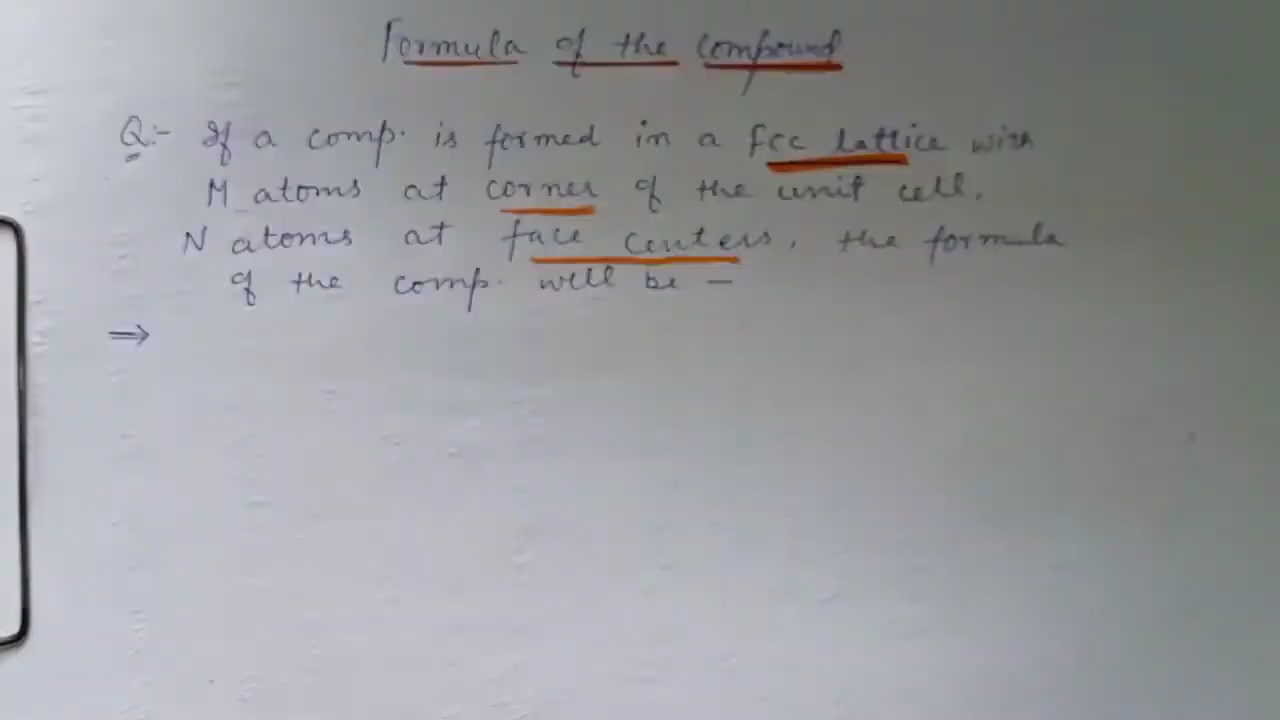 Formula of the compound
Q:- If a comp. is formed in a fcc lattice with
M atoms at corner of the unit cell,
N atoms at face centers, the formula
of the comp. will be —
⇒